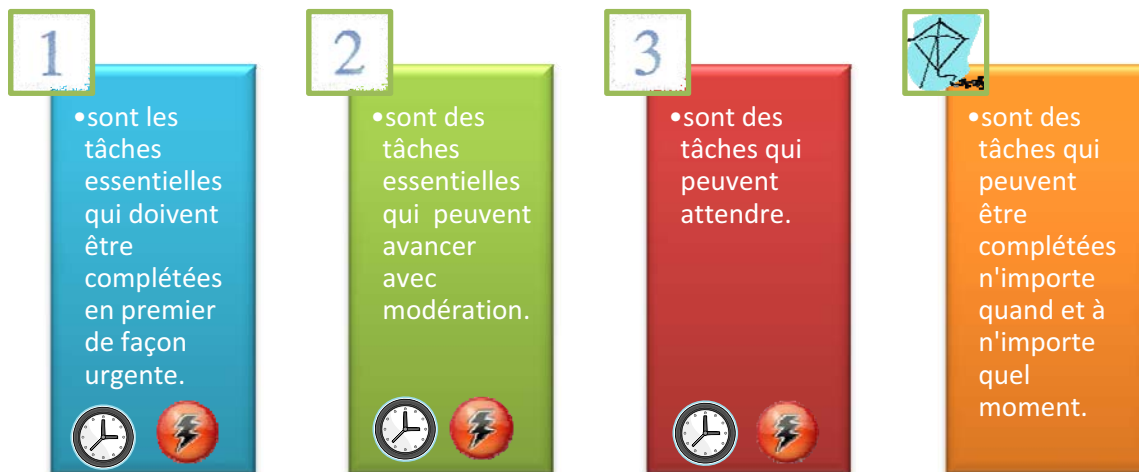 1
•sont les
tâches
essentielles
qui doivent
être
complétées
en premier
de façon
urgente.
2
•sont des
tâches
essentielles
qui peuvent
avancer
avec
modération.
3
•sont des
tâches qui
peuvent
attendre.
•sont des
tâches qui
peuvent
être
complétées
n'importe
quand et à
n'importe
quel
moment.